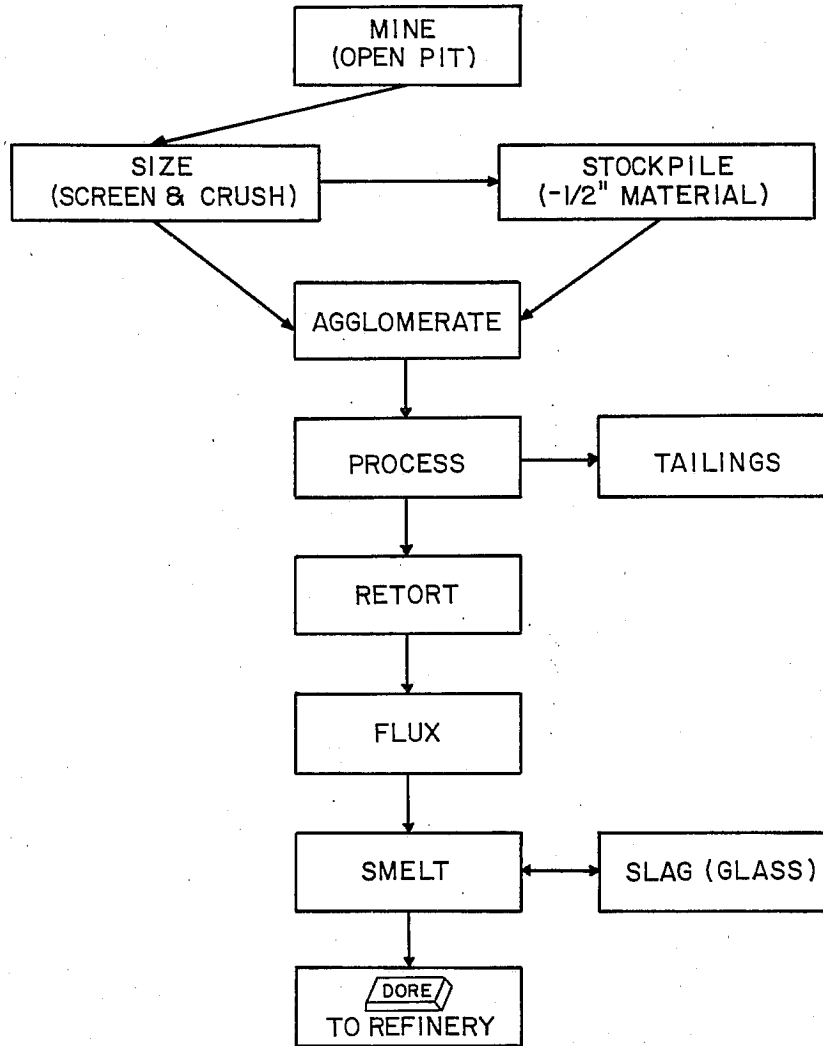 MINE
(OPEN PIT)
SIZE
(SCREEN & CRUSH)
STOCKPILE
(-1/2" MATERIAL)
AGGLOMERATE
PROCESS
TAILINGS
RETORT
FLUX
SMELT
SLAG (GLASS)
DORE
TO REFINERY